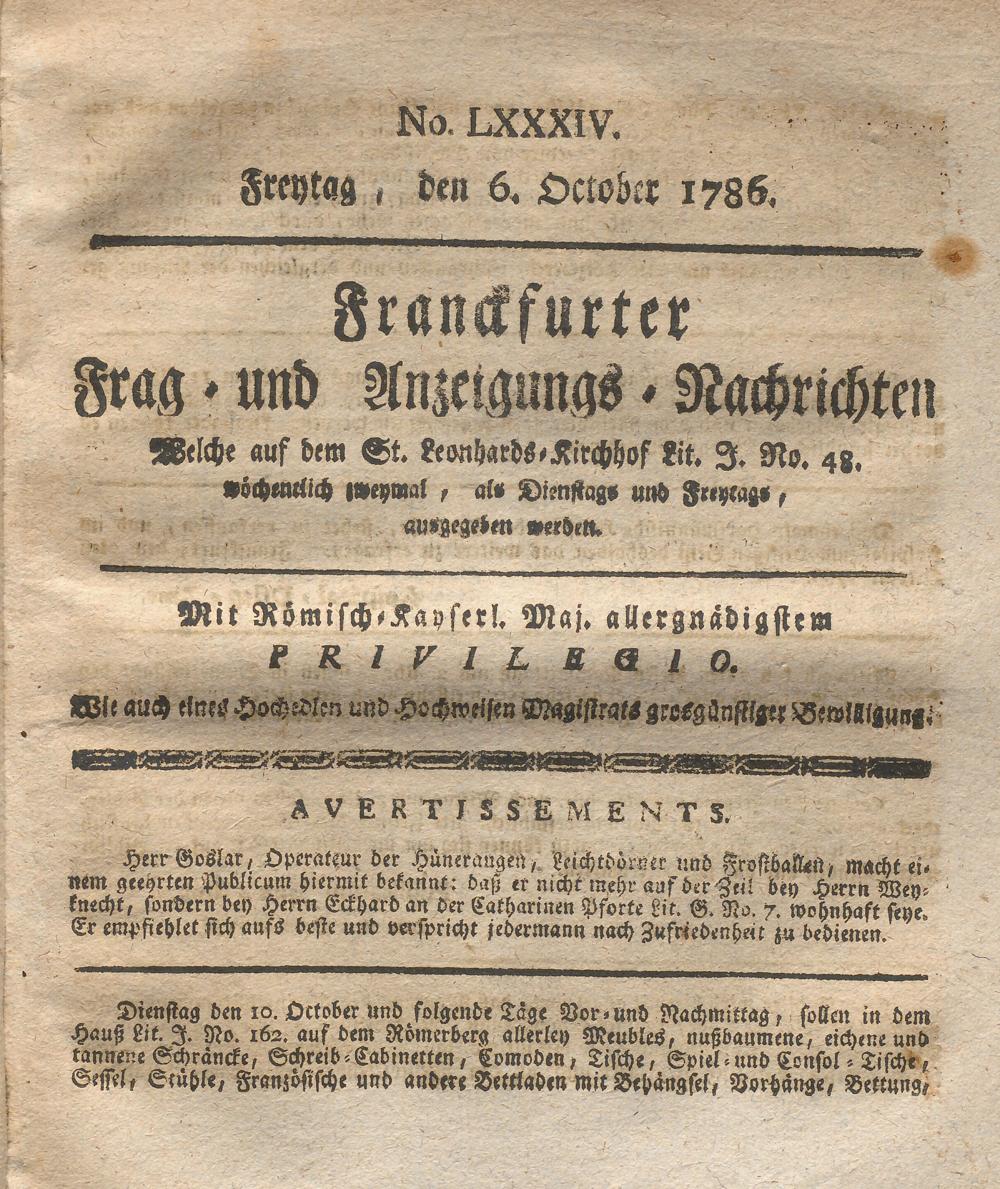 No. LXXXIV.
Freytag, den 6. October 1786.
Franckfurter
Frag- und Anzeigungs-Nachrichten
Welche auf dem St. Leonhards-Kirchhof Lit. J. No. 48.
wöchentlich zweymal, als Dienstags und Freytags,
ausgegeben werden.
Mit Römisch-Kayserl. Maj. allergnädigstem
PRIVILEGIO.
Wie auch eines Hochedlen und Hochweisen Magistrats grosgünstiger Bewilligung.
AVERTISSEMENTS.
Herr Goslar, Operateur der Hüneraugen, Leichtdörner und Frostballen, macht ei-
nem geehrten Publicum hiermit bekannt: daß er nicht mehr auf der Zeil bey Herrn Wey-
knecht, sondern bey Herrn Eckhard an der Catharinen Pforte Lit. G. No. 7. wohnhaft seye.
Er empfiehlet sich aufs beste und verspricht jedermann nach Zufriedenheit zu bedienen.
Dienstag den 10. October und folgende Täge Vor- und Nachmittag, sollen in dem
Hauß Lit. J. No. 162. auf dem Römerberg allerley Meubles, nußbaumene, eichene und
tannene Schräncke, Schreib-Cabinetten, Comoden, Tische, Spiel- und Consol-Tische,
Sessel, Stühle, Französische und andere Bettladen mit Behängsel, Vorhänge, Bettung,